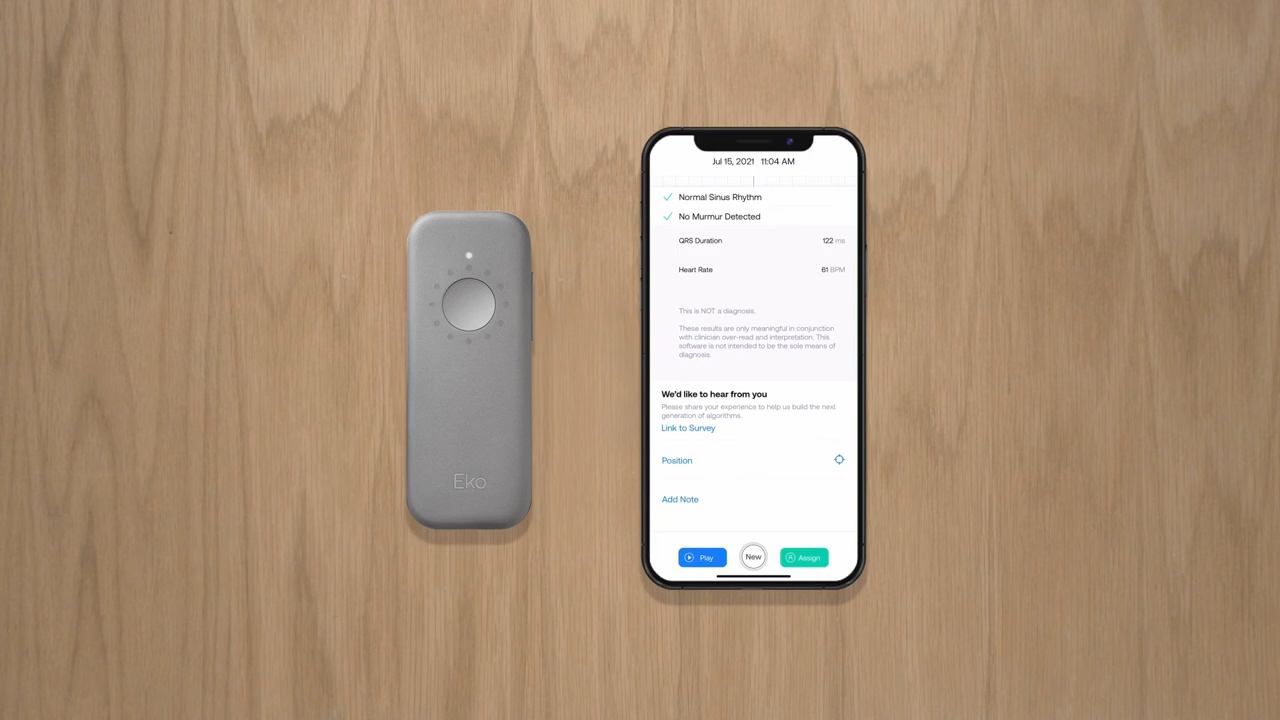 Eko
Jul 15, 2021 11:04 AM
Normal Sinus Rhythm
No Murmur Detected
QRS Duration 122 ms
Heart Rate 61 BPM
This is NOT a diagnosis.
These results are only meaningful in conjunction
with clinician over-read and interpretation. This
software is not intended to be the sole means of
diagnosis.
We'd like to hear from you
Please share your experience to help us build the next
generation of algorithms.
Link to Survey
Position
Add Note
Play New Assign